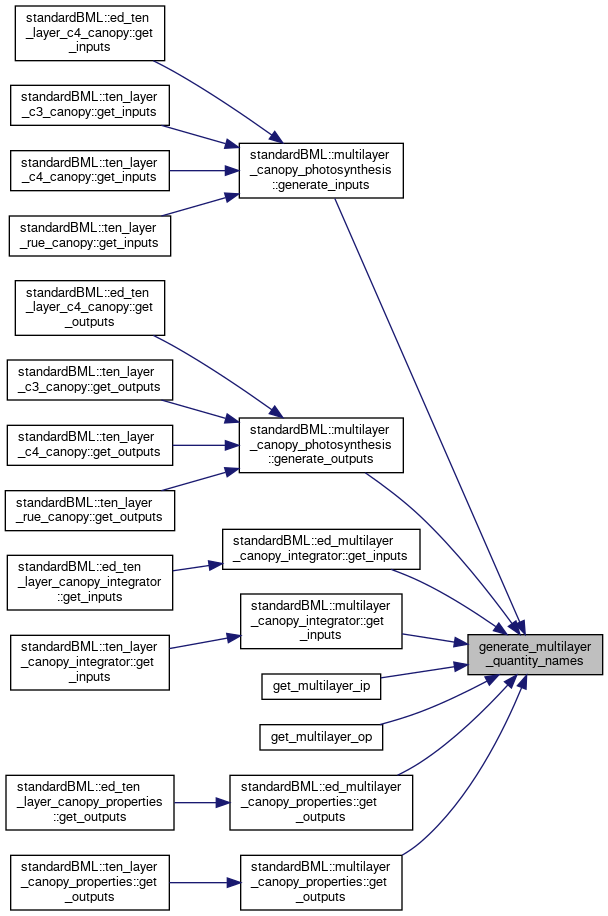 standardBML::ed_ten
_layer_c4_canopy::get
_inputs
standardBML::ten_layer
_c3_canopy::get_inputs
standardBML::ten_layer
_c4_canopy::get_inputs
standardBML::ten_layer
_rue_canopy::get_inputs
standardBML::multilayer
_canopy_photosynthesis
::generate_inputs
standardBML::ed_ten
_layer_c4_canopy::get
_outputs
standardBML::ten_layer
_c3_canopy::get_outputs
standardBML::ten_layer
_c4_canopy::get_outputs
standardBML::ten_layer
_rue_canopy::get_outputs
standardBML::multilayer
_canopy_photosynthesis
::generate_outputs
standardBML::ed_multilayer
_canopy_integrator::get_inputs
standardBML::ed_ten
_layer_canopy_integrator
::get_inputs
standardBML::multilayer
_canopy_integrator::get
_inputs
standardBML::ten_layer
_canopy_integrator::get
_inputs
generate_multilayer
_quantity_names
get_multilayer_ip
get_multilayer_op
standardBML::ed_ten
_layer_canopy_properties
::get_outputs
standardBML::ed_multilayer
_canopy_properties::get
_outputs
standardBML::ten_layer
_canopy_properties::get
_outputs
standardBML::multilayer
_canopy_properties::get
_outputs